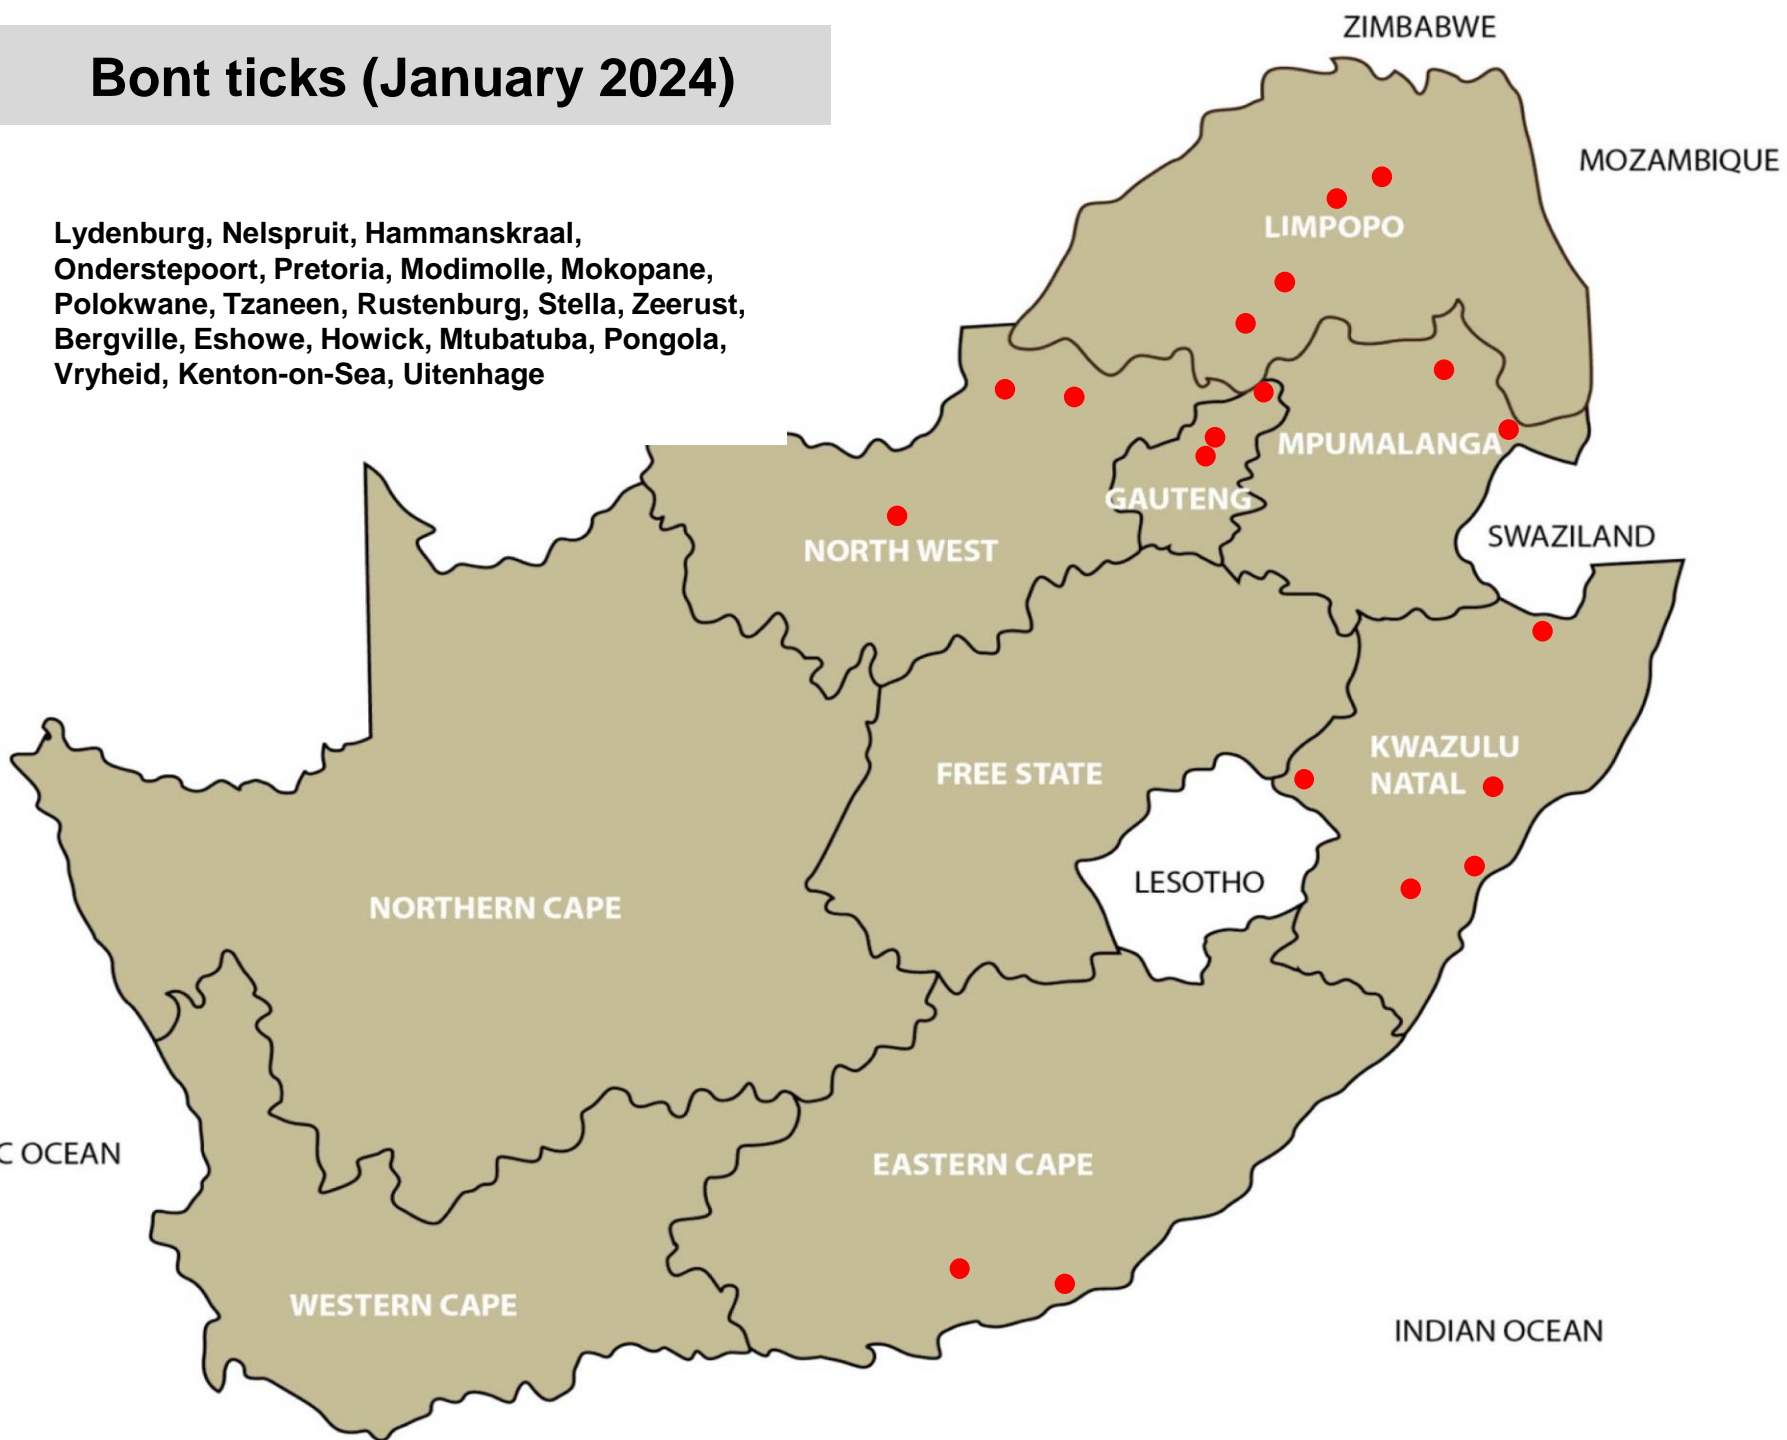 ZIMBABWE
Bont ticks (January 2024)
MOZAMBIQUE
Lydenburg, Nelspruit, Hammanskraal,
Onderstepoort, Pretoria, Modimolle, Mokopane,
Polokwane, Tzaneen, Rustenburg, Stella, Zeerust,
Bergville, Eshowe, Howick, Mtubatuba, Pongola,
Vryheid, Kenton-on-Sea, Uitenhage
LIMPOPO
MPUMALANGA
GAUTENG
SWAZILAND
NORTH WEST
KWAZULU
NATAL
FREE STATE
LESOTHO
NORTHERN CAPE
C OCEAN
EASTERN CAPE
WESTERN CAPE
INDIAN OCEAN